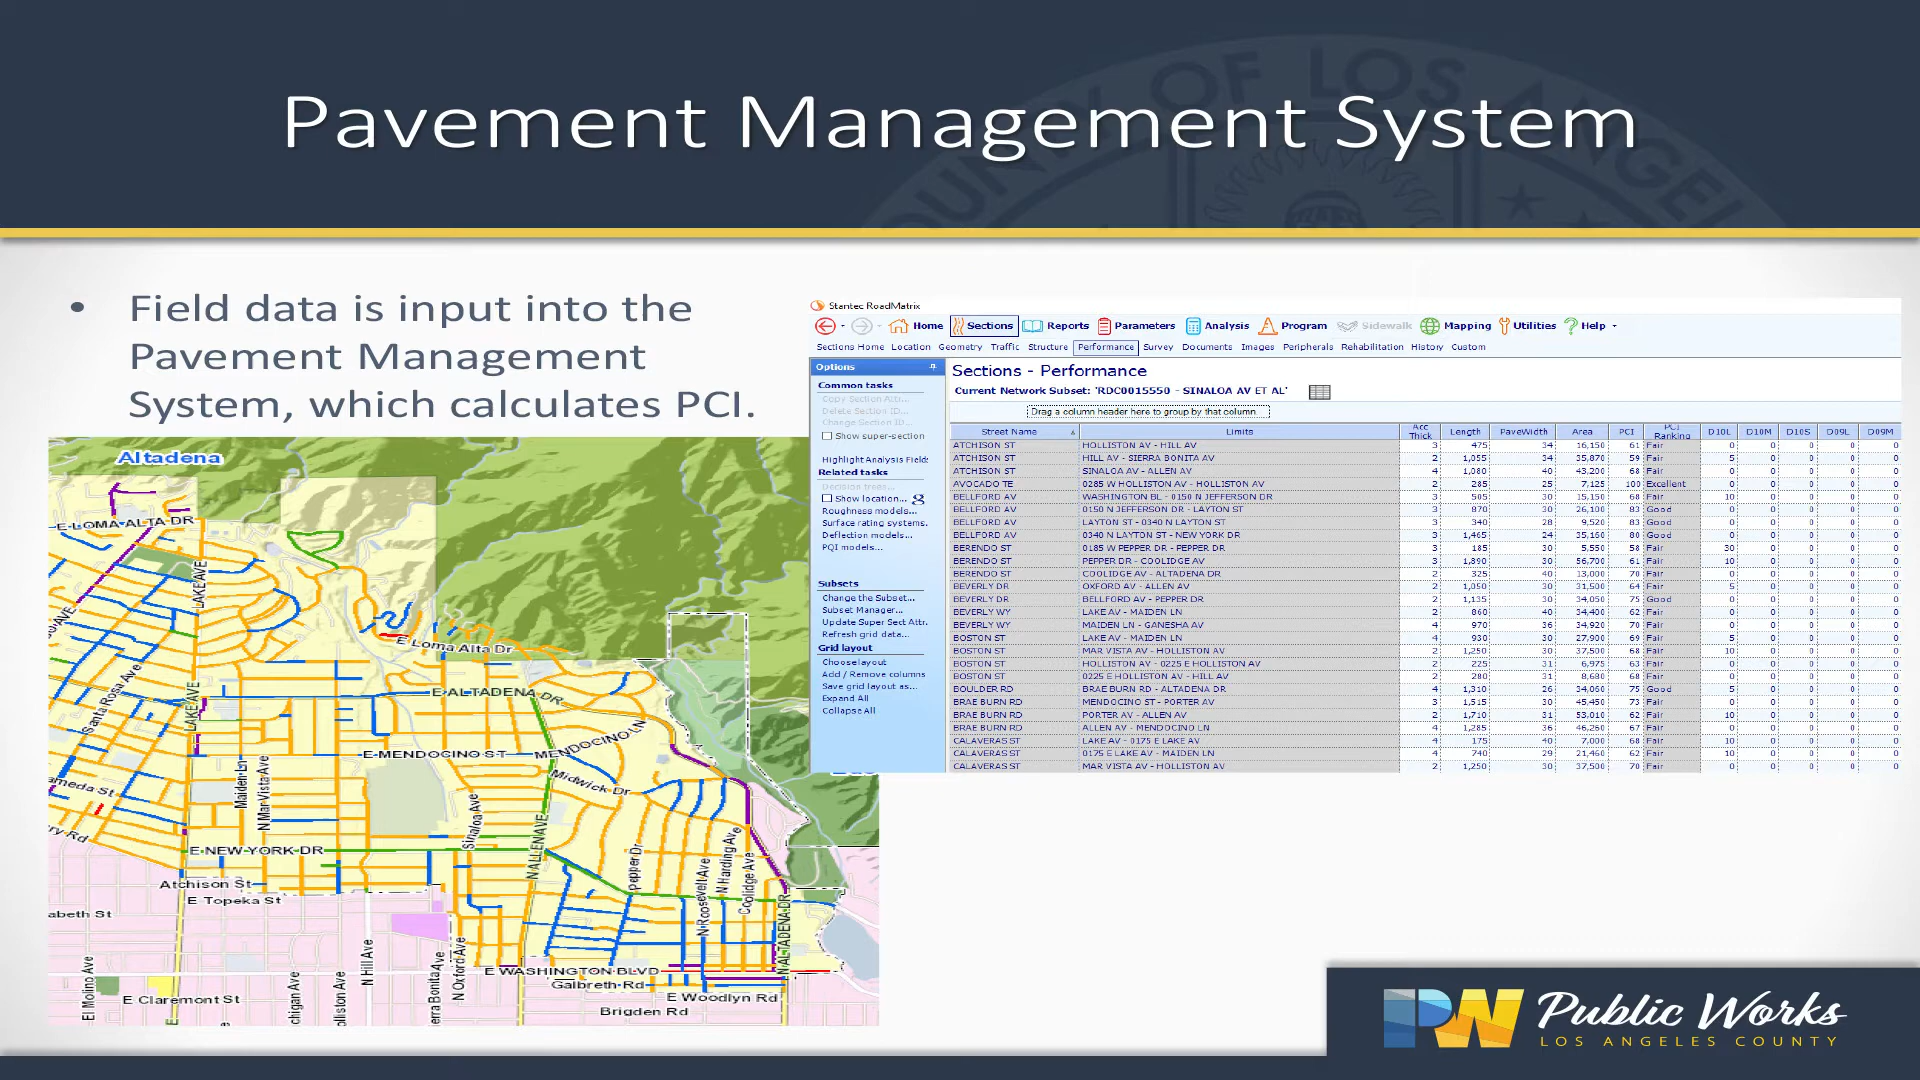 COUNTY OF LOS ANGELES
Pavement Management System
• Field data is input into the
Pavement Management
System, which calculates PCI.
Stantec RoadMatrix
Home Sections Reports Parameters Analysis Program Sidewalk Mapping Utilities Help
Sections Home Location Geometry Traffic Structure Performance Survey Documents Images Peripherals Rehabilitation History Custom
Options
Common tasks
Copy Section Attr...
Delete Section ID...
Change Section ID...
Show super-section
Highlight Analysis Fields
Related tasks
Decision trees...
Show location...
Roughness models...
Surface rating systems.
Deflection models...
PQI models...
Subsets
Change the Subset...
Subset Manager...
Update Super Sect Attr.
Refresh grid data...
Grid layout
Choose layout
Add / Remove columns
Save grid layout as...
Expand All
Collapse All
Sections - Performance
Current Network Subset: 'RDC0015550 - SINALOA AV ET AL'
Drag a column header here to group by that column.
Street Name Limits Acc Thick Length PaveWidth Area PCI PCI Ranking D10L D10M D10S D09L D09M
ATCHISON ST HOLLISTON AV - HILL AV 3 475 34 16,150 61 Fair 0 0 0 0 0
ATCHISON ST HILL AV - SIERRA BONITA AV 2 1,055 34 35,870 59 Fair 5 0 0 0 0
ATCHISON ST SINALOA AV - ALLEN AV 4 1,080 40 43,200 68 Fair 0 0 0 0 0
AVOCADO TE 0285 W HOLLISTON AV - HOLLISTON AV 2 285 25 7,125 100 Excellent 0 0 0 0 0
BELLFORD AV WASHINGTON BL - 0150 N JEFFERSON DR 3 505 30 15,150 68 Fair 10 0 0 0 0
BELLFORD AV 0150 N JEFFERSON DR - LAYTON ST 3 870 30 26,100 83 Good 0 0 0 0 0
BELLFORD AV LAYTON ST - 0340 N LAYTON ST 3 340 28 9,520 83 Good 0 0 0 0 0
BELLFORD AV 0340 N LAYTON ST - NEW YORK DR 3 1,465 24 35,160 80 Good 0 0 0 0 0
BERENDO ST 0185 W PEPPER DR - PEPPER DR 3 185 30 5,550 58 Fair 30 0 0 0 0
BERENDO ST PEPPER DR - COOLIDGE AV 3 1,890 30 56,700 61 Fair 10 0 0 0 0
BERENDO ST COOLIDGE AV - ALTADENA DR 2 325 40 13,000 70 Fair 0 0 0 0 0
BEVERLY DR OXFORD AV - ALLEN AV 2 1,050 30 31,500 64 Fair 5 0 0 0 0
BEVERLY DR BELLFORD AV - PEPPER DR 2 1,135 30 34,050 75 Good 0 0 0 0 0
BEVERLY WY LAKE AV - MAIDEN LN 2 860 40 34,400 62 Fair 0 0 0 0 0
BEVERLY WY MAIDEN LN - GANESHA AV 4 970 36 34,920 70 Fair 0 0 0 0 0
BOSTON ST LAKE AV - MAIDEN LN 4 930 30 27,900 69 Fair 5 0 0 0 0
BOSTON ST MAR VISTA AV - HOLLISTON AV 2 1,250 30 37,500 68 Fair 10 0 0 0 0
BOSTON ST HOLLISTON AV - 0225 E HOLLISTON AV 2 225 31 6,975 63 Fair 0 0 0 0 0
BOSTON ST 0225 E HOLLISTON AV - HILL AV 2 280 31 8,680 68 Fair 0 0 0 0 0
BOULDER RD BRAE BURN RD - ALTADENA DR 4 1,310 26 34,060 75 Good 5 0 0 0 0
BRAE BURN RD MENDOCINO ST - PORTER AV 3 1,515 30 45,450 73 Fair 0 0 0 0 0
BRAE BURN RD PORTER AV - ALLEN AV 2 1,710 31 53,010 62 Fair 10 0 0 0 0
BRAE BURN RD ALLEN AV - MENDOCINO LN 4 1,285 36 46,260 67 Fair 0 0 0 0 0
CALAVERAS ST LAKE AV - 0175 E LAKE AV 4 175 40 7,000 68 Fair 10 0 0 0 0
CALAVERAS ST 0175 E LAKE AV - MAIDEN LN 4 740 29 21,460 62 Fair 10 0 0 0 0
CALAVERAS ST MAR VISTA AV - HOLLISTON AV 2 1,250 30 37,500 70 Fair 0 0 0 0 0
Altadena
E LOMA ALTA DR
LAKE AVE
E Loma Alta Dr
Santa Rosa Ave
LAKE AVE
E ALTADENA DR
E MENDOCINO ST
MENDOCINO LN
Midwick Dr
Maiden Ln
N Mar Vista Ave
Sinaloa Ave
N ALLEN AVE
Pepper Dr
N Roosevelt Ave
N Harding Ave
Coolidge Ave
N ALTADENA DR
meda St
ry Rd
E NEW YORK DR
Atchison St
E Topeka St
abeth St
El Molino Ave
E Claremont St
chigan Ave
olliston Ave
N Hill Ave
erra Bonita Ave
N Oxford Ave
E WASHINGTON BLVD
Galbreth Rd
E Woodlyn Rd
Brigden Rd
PW Public Works
LOS ANGELES COUNTY